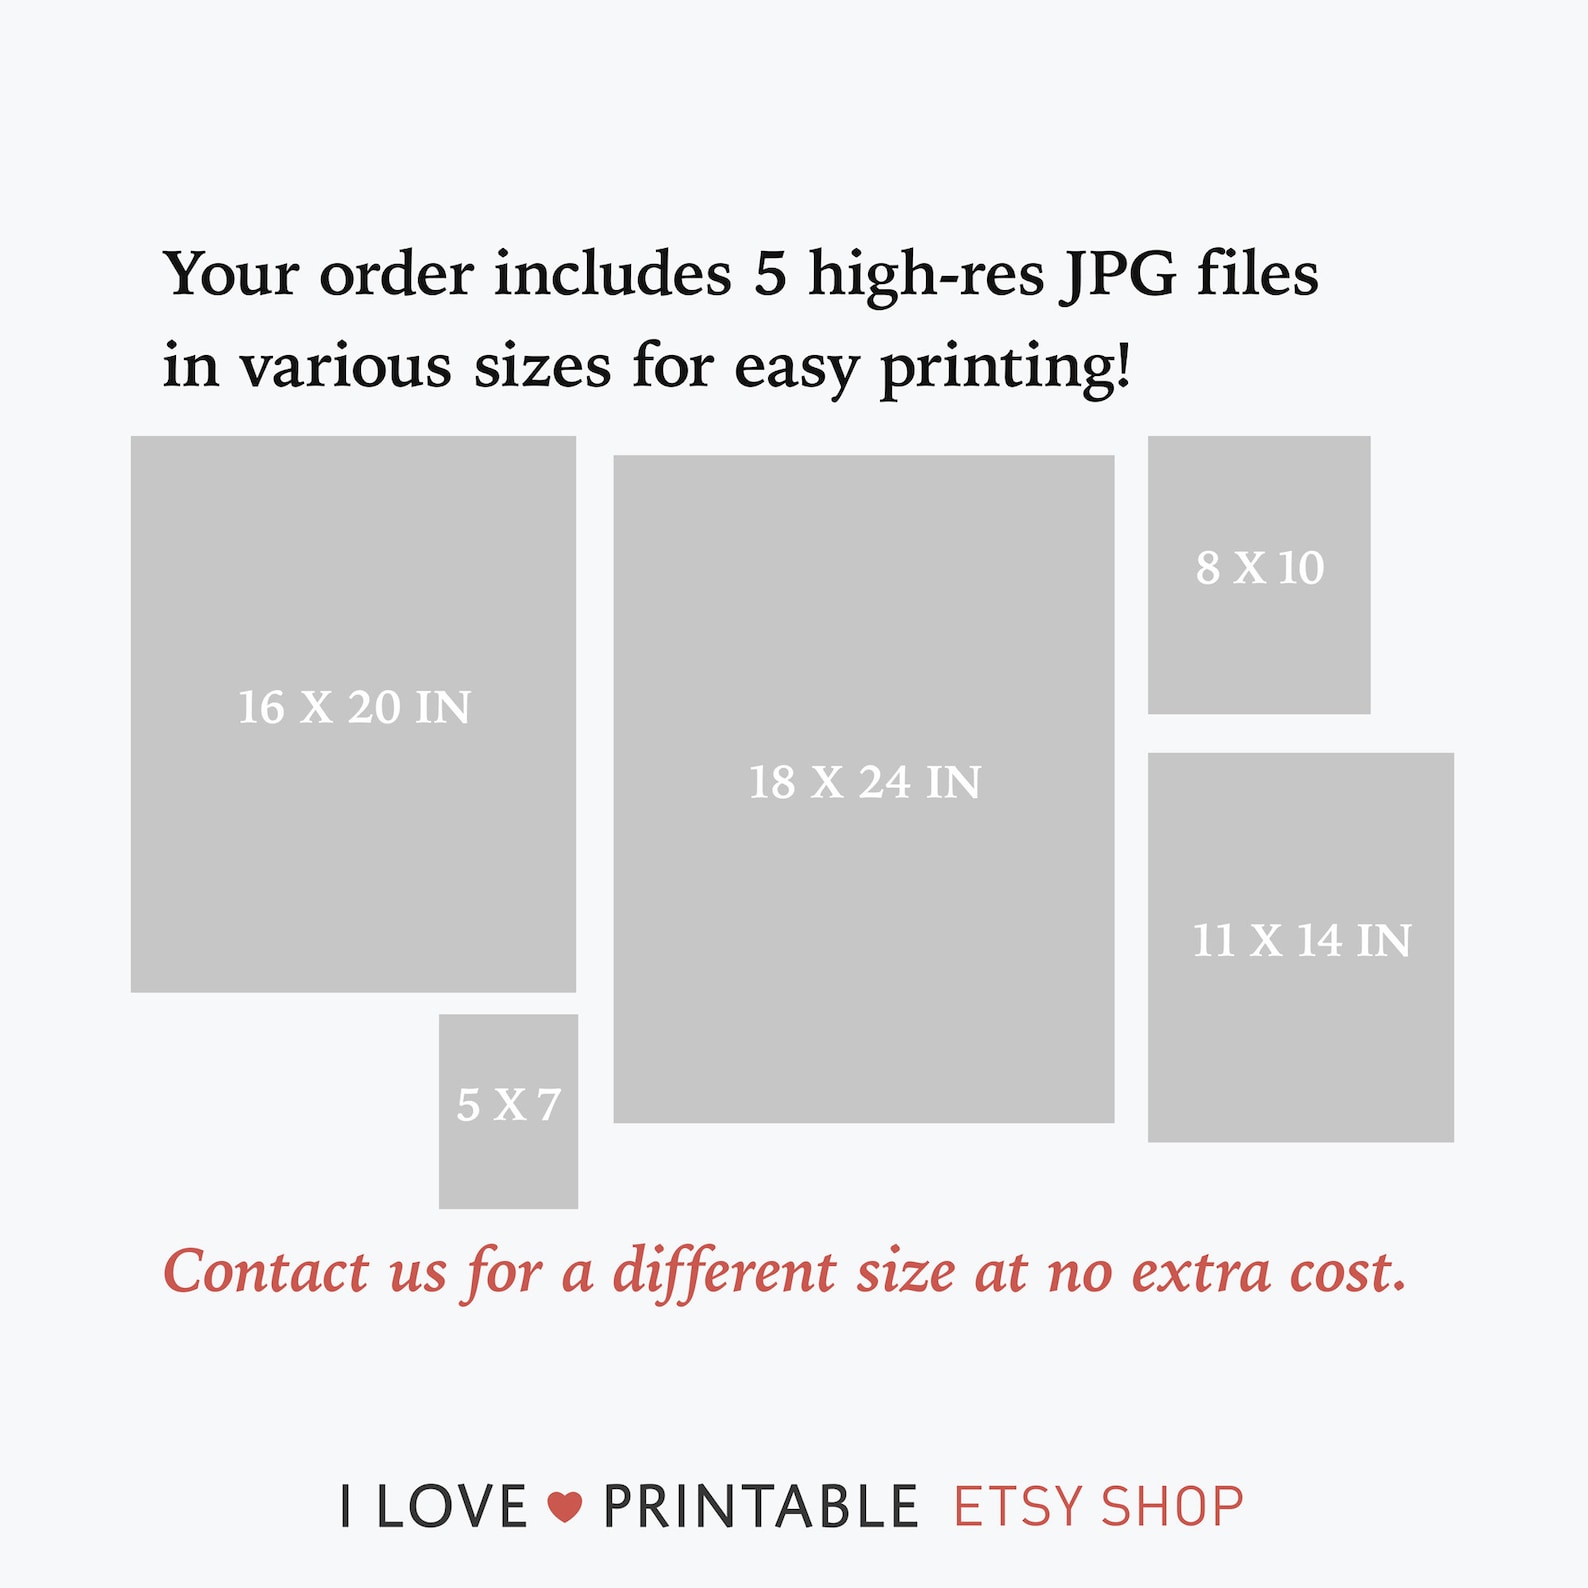 Your order includes 5 high-res JPG files
in various sizes for easy printing!
16 X 20 IN
18 X 24 IN
8 X 10
11 X 14 IN
5 X 7
Contact us for a different size at no extra cost.
I LOVE PRINTABLE ETSY SHOP